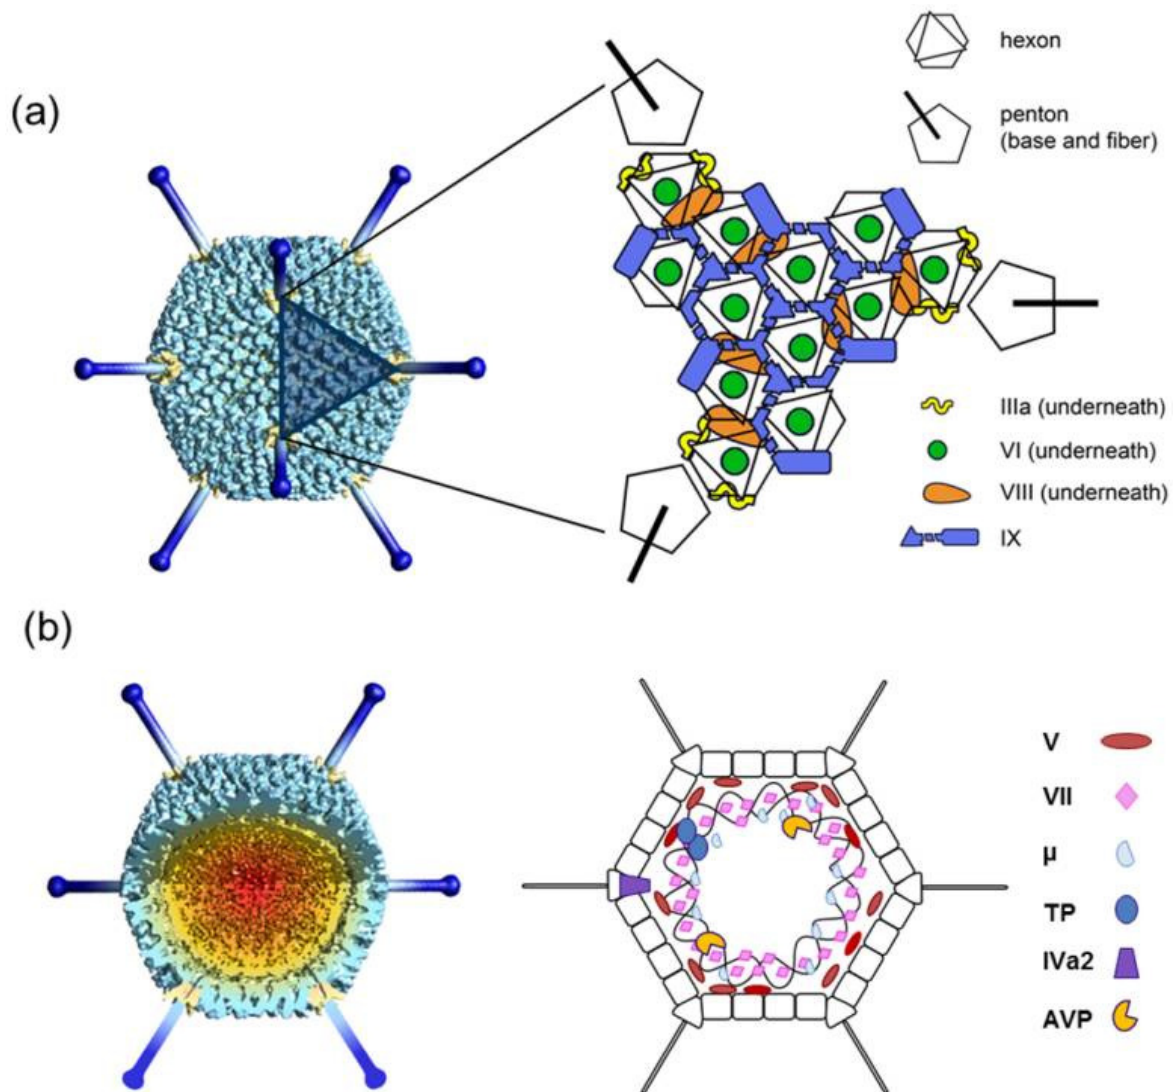 (a)
hexon
penton
(base and fiber)
IIIa (underneath)
VI (underneath)
VIII (underneath)
IX
(b)
V
VII
μ
TP
IVa2
AVP